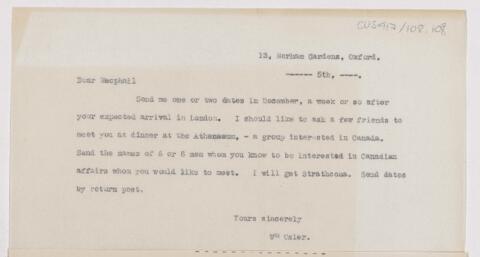 CUS417/108.108
13, Norham Gardens, Oxford.
------ 5th, ----.
Dear Macphail
Send me one or two dates in December, a week or so after
your expected arrival in London. I should like to ask a few friends to
meet you at dinner at the Athenaeum, - a group interested in Canada.
Send the names of 6 or 8 men whom you know to be interested in Canadian
affairs whom you would like to meet. I will get Strathcona. Send dates
by return post.
Yours sincerely
Wm Osler.